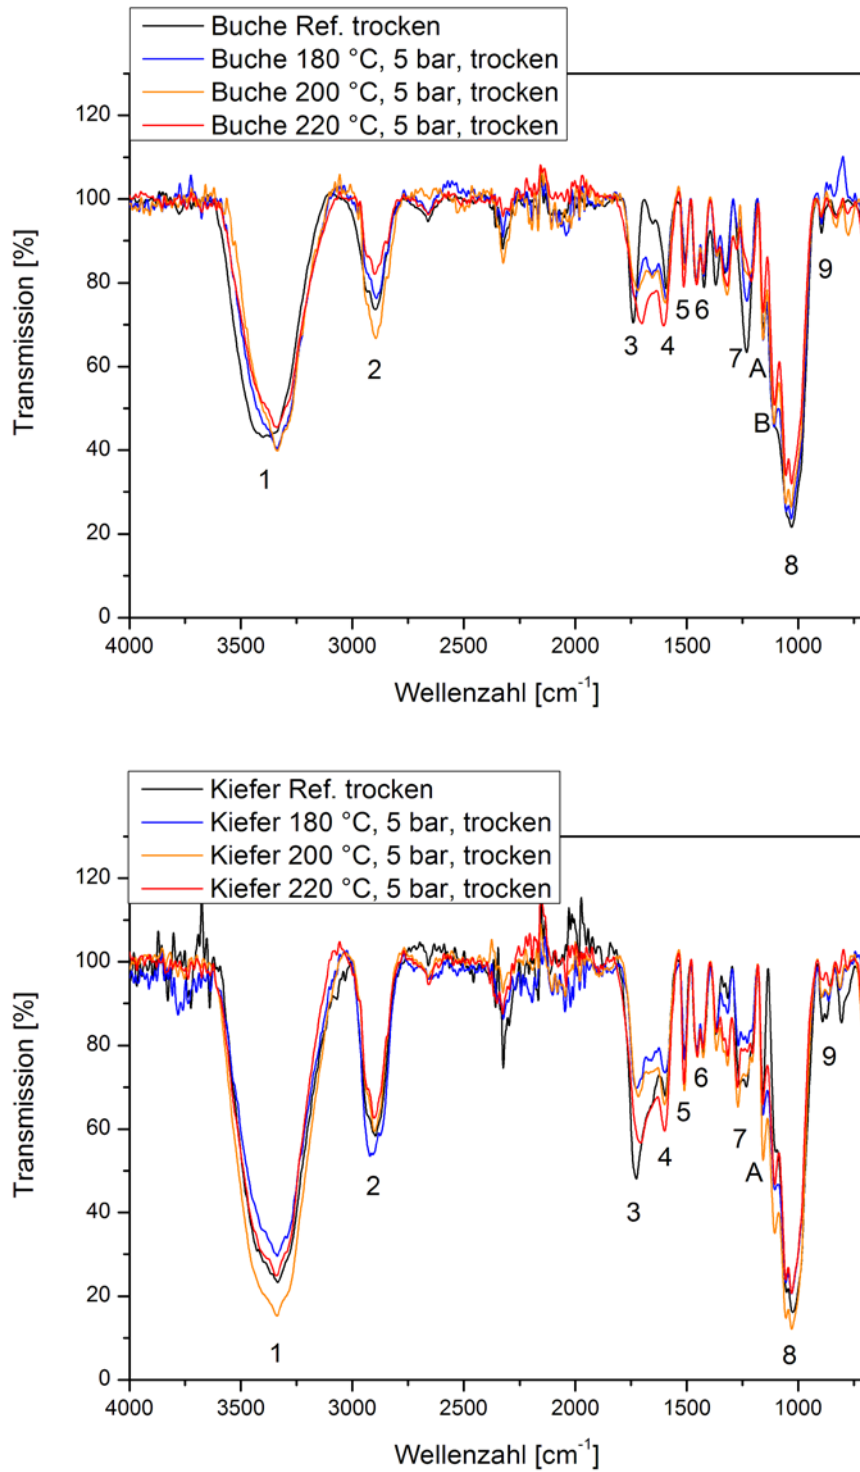 Buche Ref. trocken
Buche 180 °C, 5 bar, trocken
Buche 200 °C, 5 bar, trocken
Buche 220 °C, 5 bar, trocken
120
100
80
60
40
20
0
Transmission [%]
1
2
3
4
5
6
7
A
B
8
9
4000 3500 3000 2500 2000 1500 1000
Wellenzahl [cm⁻¹]
Kiefer Ref. trocken
Kiefer 180 °C, 5 bar, trocken
Kiefer 200 °C, 5 bar, trocken
Kiefer 220 °C, 5 bar, trocken
120
100
80
60
40
20
0
Transmission [%]
1
2
3
4
5
6
7
A
8
9
4000 3500 3000 2500 2000 1500 1000
Wellenzahl [cm⁻¹]